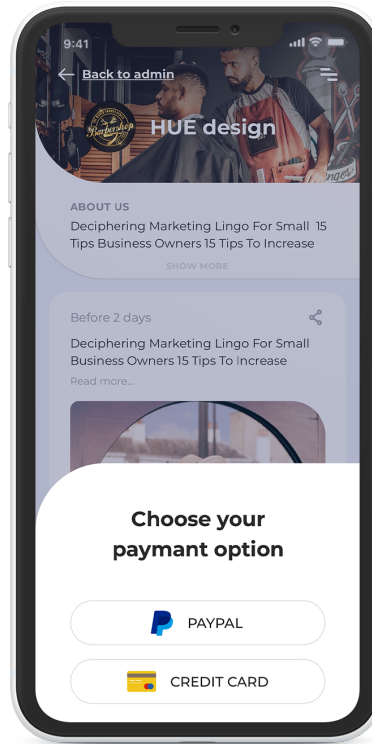 9:41
Back to admin
Barbershop
HUE design
ABOUT US
Deciphering Marketing Lingo For Small 15
Tips Business Owners 15 Tips To Increase
SHOW MORE
Before 2 days
Deciphering Marketing Lingo For Small
Business Owners 15 Tips To Increase
Read more...
Choose your
paymant option
PAYPAL
CREDIT CARD